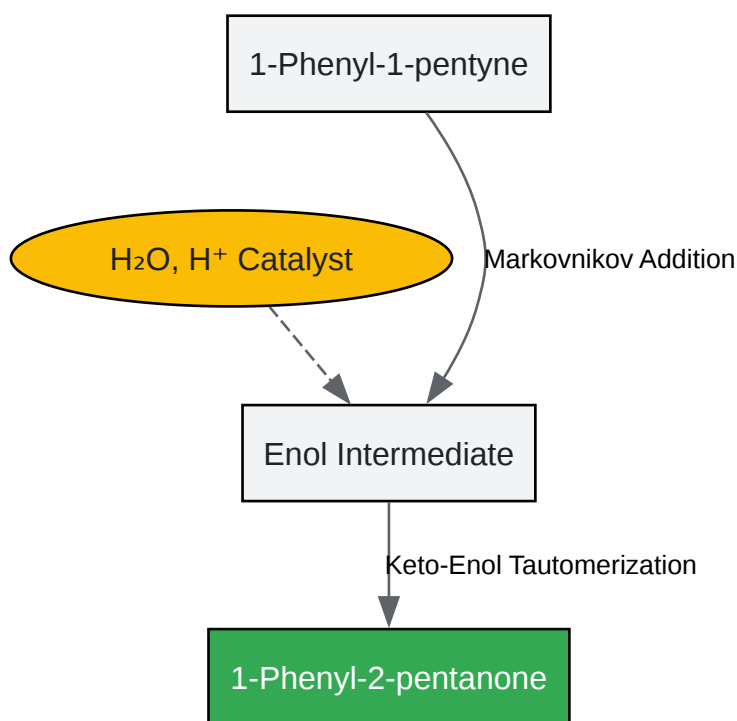 1-Phenyl-1-pentyne
H₂O, H⁺ Catalyst
Markovnikov Addition
Enol Intermediate
Keto-Enol Tautomerization
1-Phenyl-2-pentanone